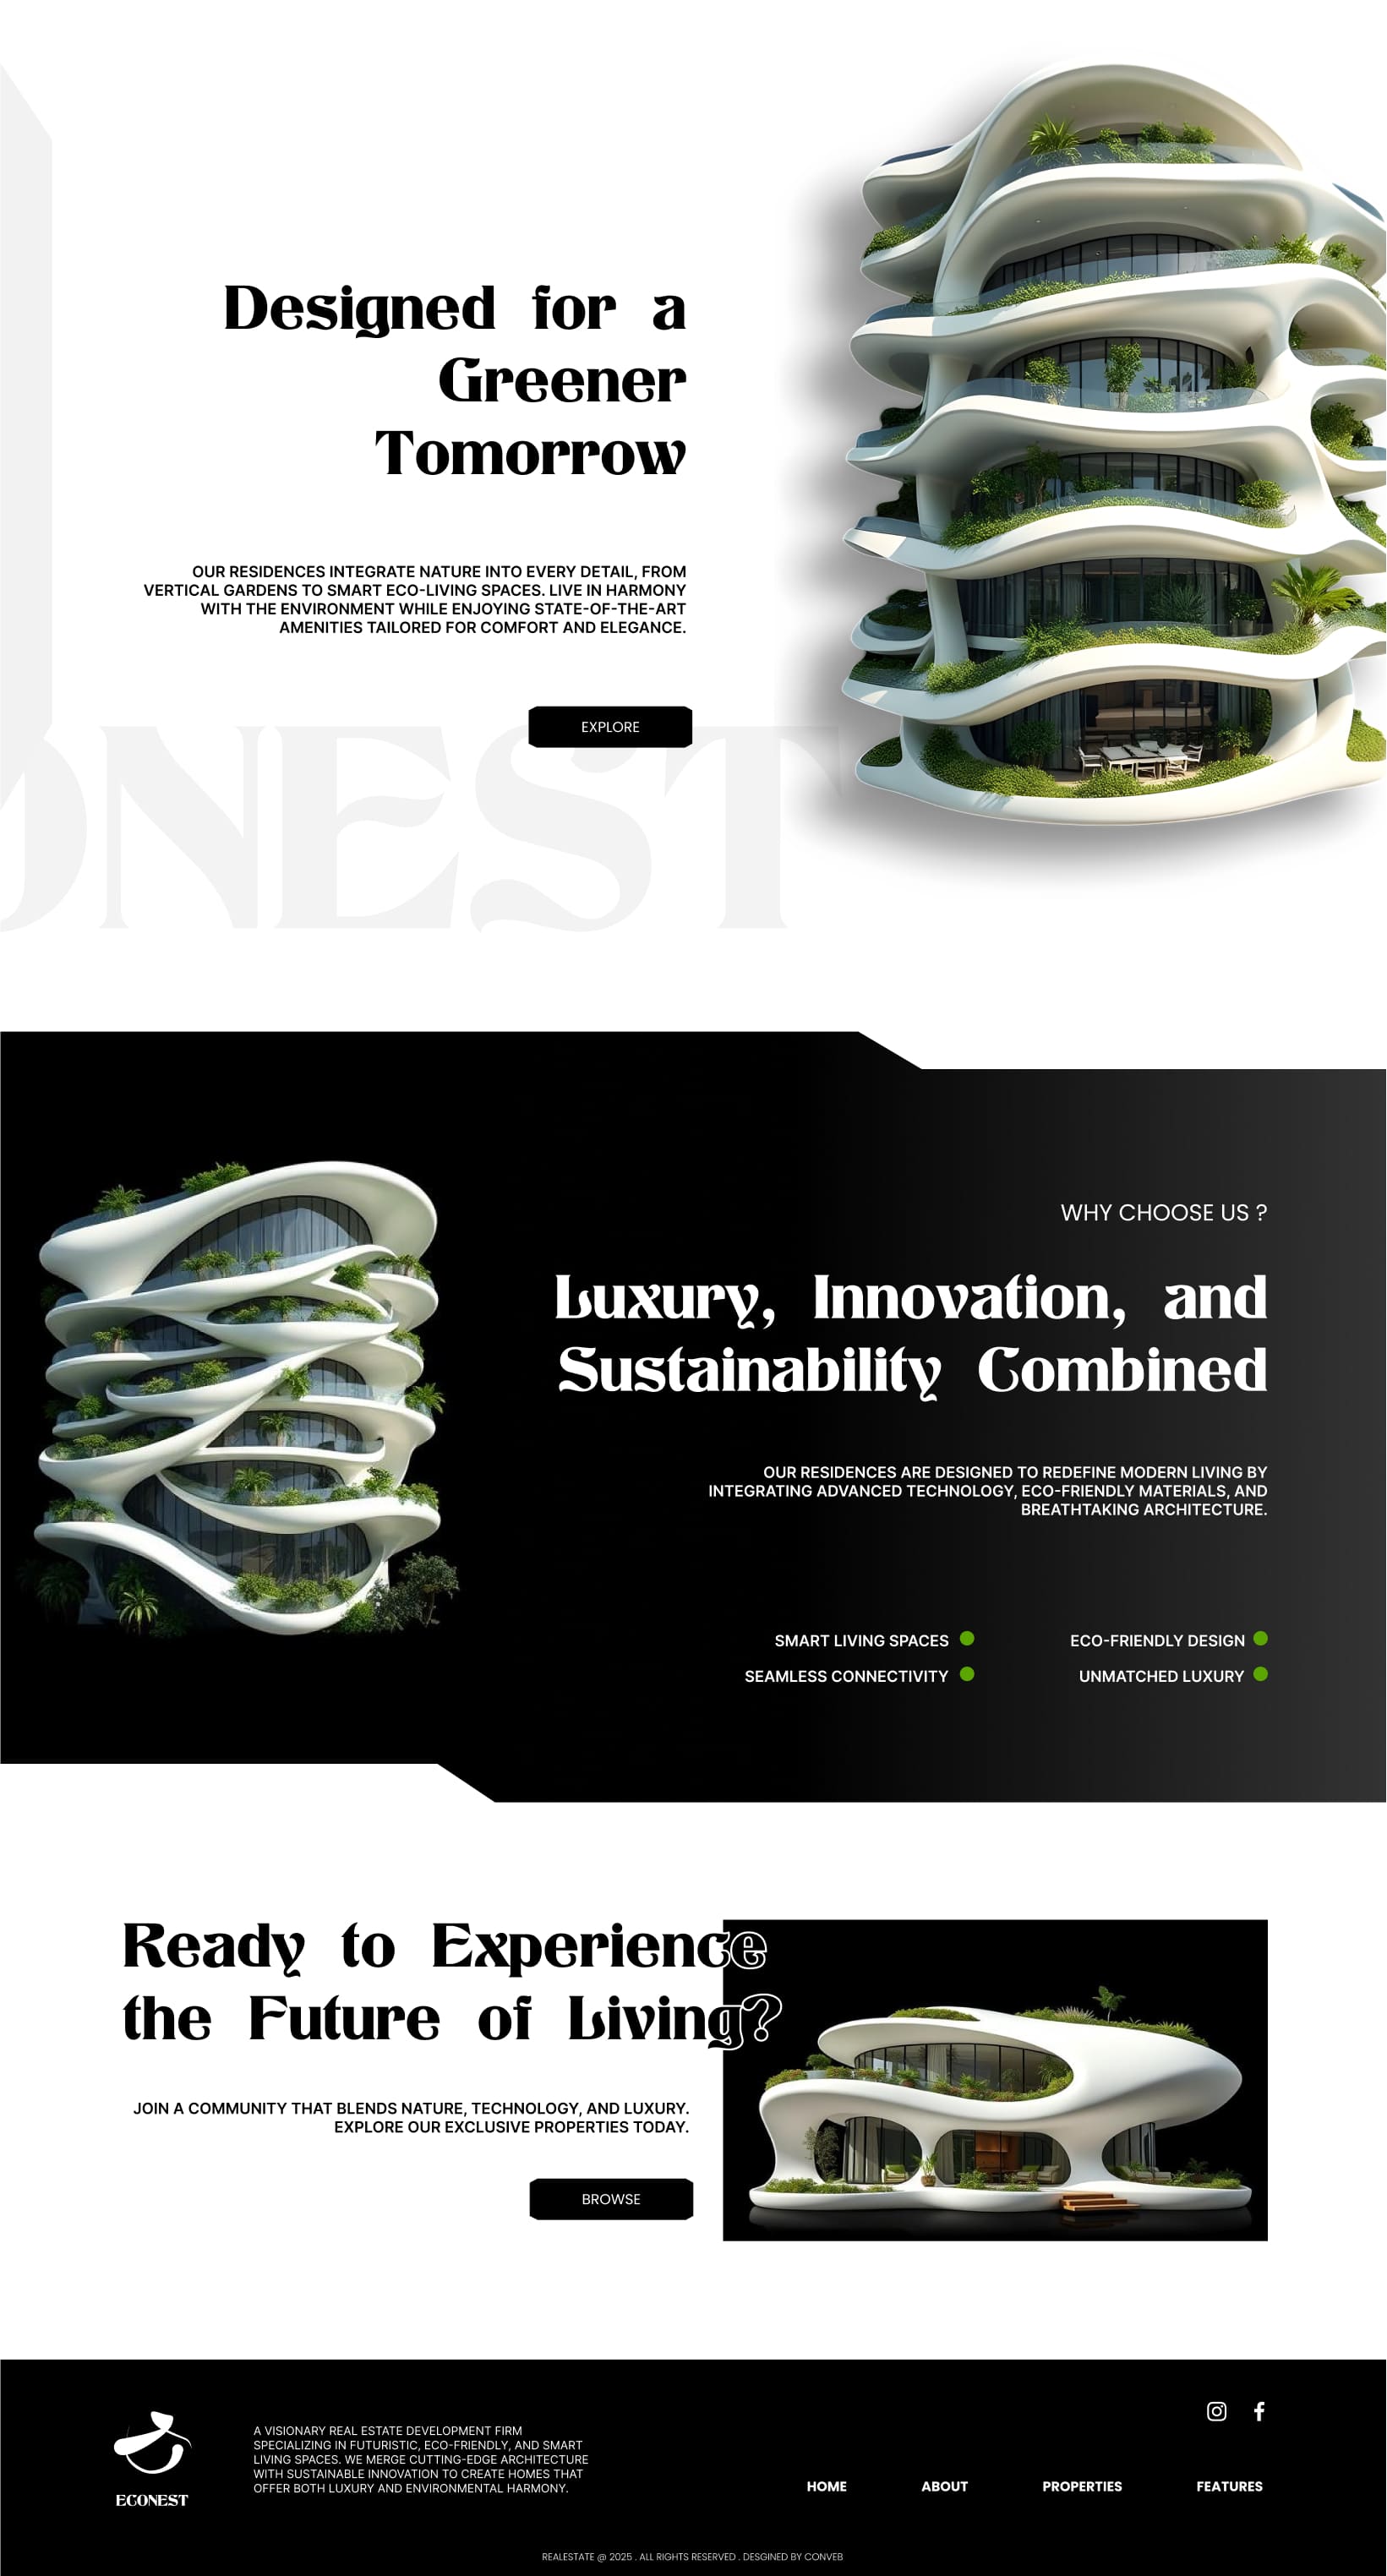 Designed for a
Greener
Tomorrow
OUR RESIDENCES INTEGRATE NATURE INTO EVERY DETAIL, FROM
VERTICAL GARDENS TO SMART ECO-LIVING SPACES. LIVE IN HARMONY
WITH THE ENVIRONMENT WHILE ENJOYING STATE-OF-THE-ART
AMENITIES TAILORED FOR COMFORT AND ELEGANCE.
EXPLORE
ONEST
WHY CHOOSE US ?
Luxury, Innovation, and
Sustainability Combined
OUR RESIDENCES ARE DESIGNED TO REDEFINE MODERN LIVING BY
INTEGRATING ADVANCED TECHNOLOGY, ECO-FRIENDLY MATERIALS, AND
BREATHTAKING ARCHITECTURE.
SMART LIVING SPACES
ECO-FRIENDLY DESIGN
SEAMLESS CONNECTIVITY
UNMATCHED LUXURY
Ready to Experience
the Future of Living?
JOIN A COMMUNITY THAT BLENDS NATURE, TECHNOLOGY, AND LUXURY.
EXPLORE OUR EXCLUSIVE PROPERTIES TODAY.
BROWSE
ECONEST
A VISIONARY REAL ESTATE DEVELOPMENT FIRM
SPECIALIZING IN FUTURISTIC, ECO-FRIENDLY, AND SMART
LIVING SPACES. WE MERGE CUTTING-EDGE ARCHITECTURE
WITH SUSTAINABLE INNOVATION TO CREATE HOMES THAT
OFFER BOTH LUXURY AND ENVIRONMENTAL HARMONY.
HOME
ABOUT
PROPERTIES
FEATURES
REALESTATE @ 2025 . ALL RIGHTS RESERVED . DESGINED BY CONVEB